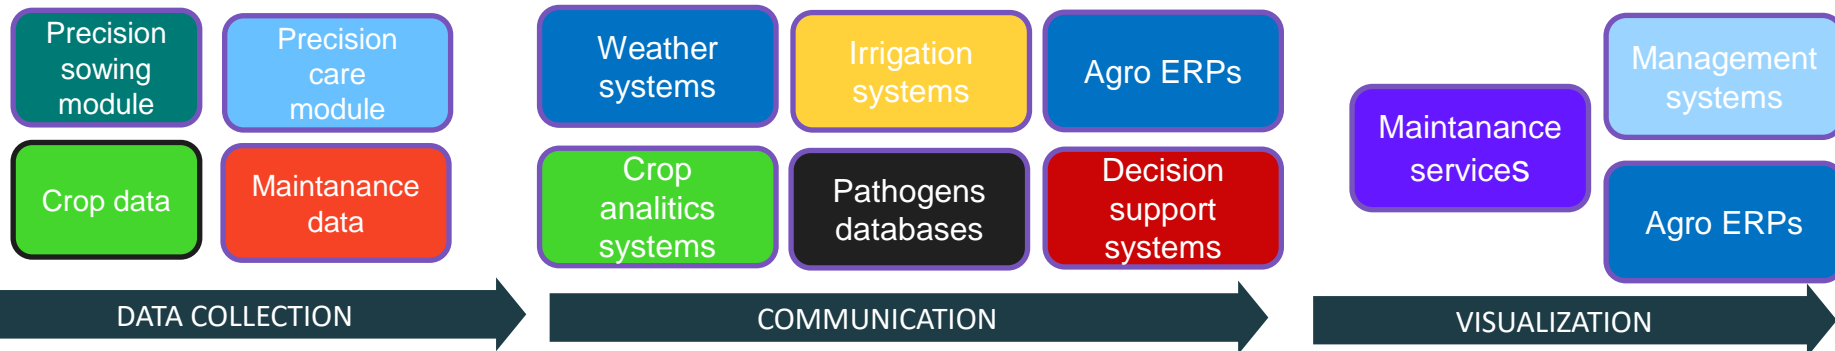 Precision
sowing
module
Precision
care
module
Crop data
Maintanance
data
DATA COLLECTION
Weather
systems
Irrigation
systems
Agro ERPs
Crop
analitics
systems
Pathogens
databases
Decision
support
systems
COMMUNICATION
Maintanance
services
Management
systems
Agro ERPs
VISUALIZATION